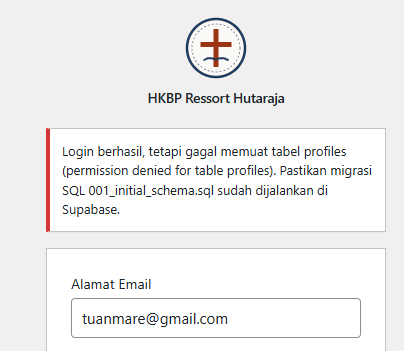 HKBP Ressort Hutaraja
Login berhasil, tetapi gagal memuat tabel profiles
(permission denied for table profiles). Pastikan migrasi
SQL 001_initial_schema.sql sudah dijalankan di
Supabase.
Alamat Email
tuanmare@gmail.com